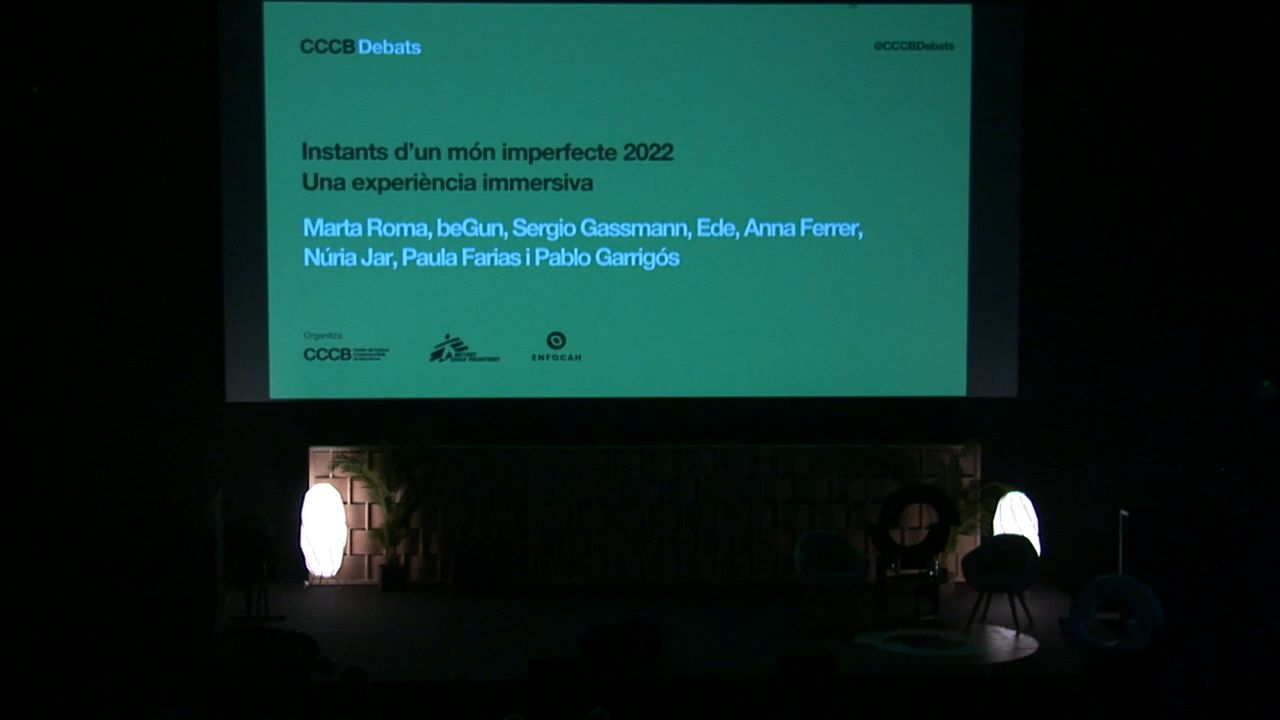 CCCB Debats
@CCCBDebats
Instants d'un món imperfecte 2022
Una experiència immersiva
Marta Roma, beGun, Sergio Gassmann, Ede, Anna Ferrer,
Núria Jar, Paula Farias i Pablo Garrigós
Organitza
CCCB
ENFOCAH